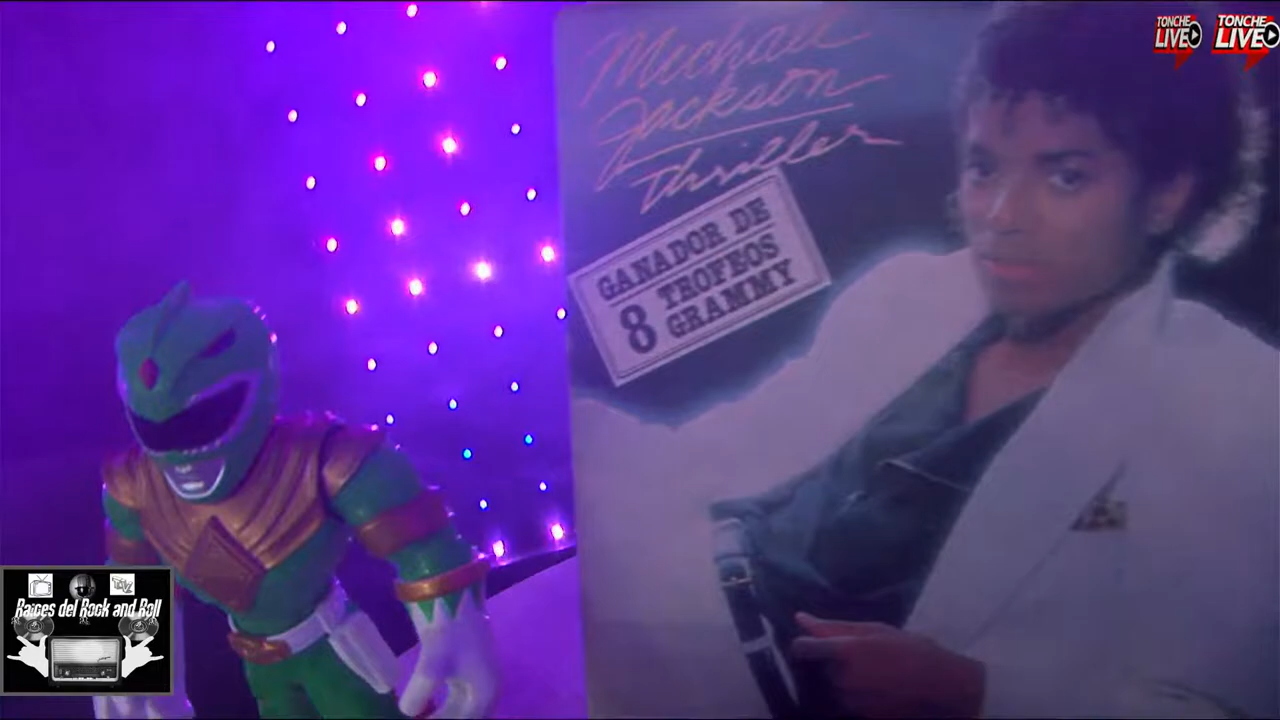 Michael
Jackson
Thriller
GANADOR DE
8 TROFEOS
GRAMMY
TONCHE
LIVE
TONCHE
LIVE
Raices del Rock and Roll